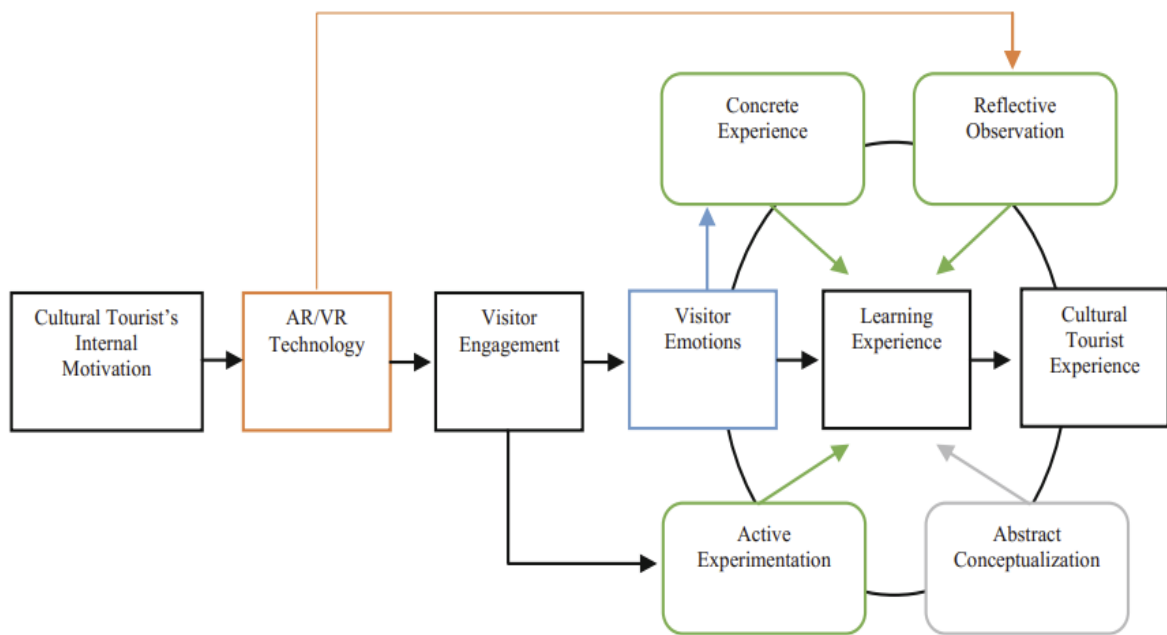 Concrete
Experience
Reflective
Observation
Cultural Tourist’s
Internal
Motivation
AR/VR
Technology
Visitor
Engagement
Visitor
Emotions
Learning
Experience
Cultural
Tourist
Experience
Active
Experimentation
Abstract
Conceptualization